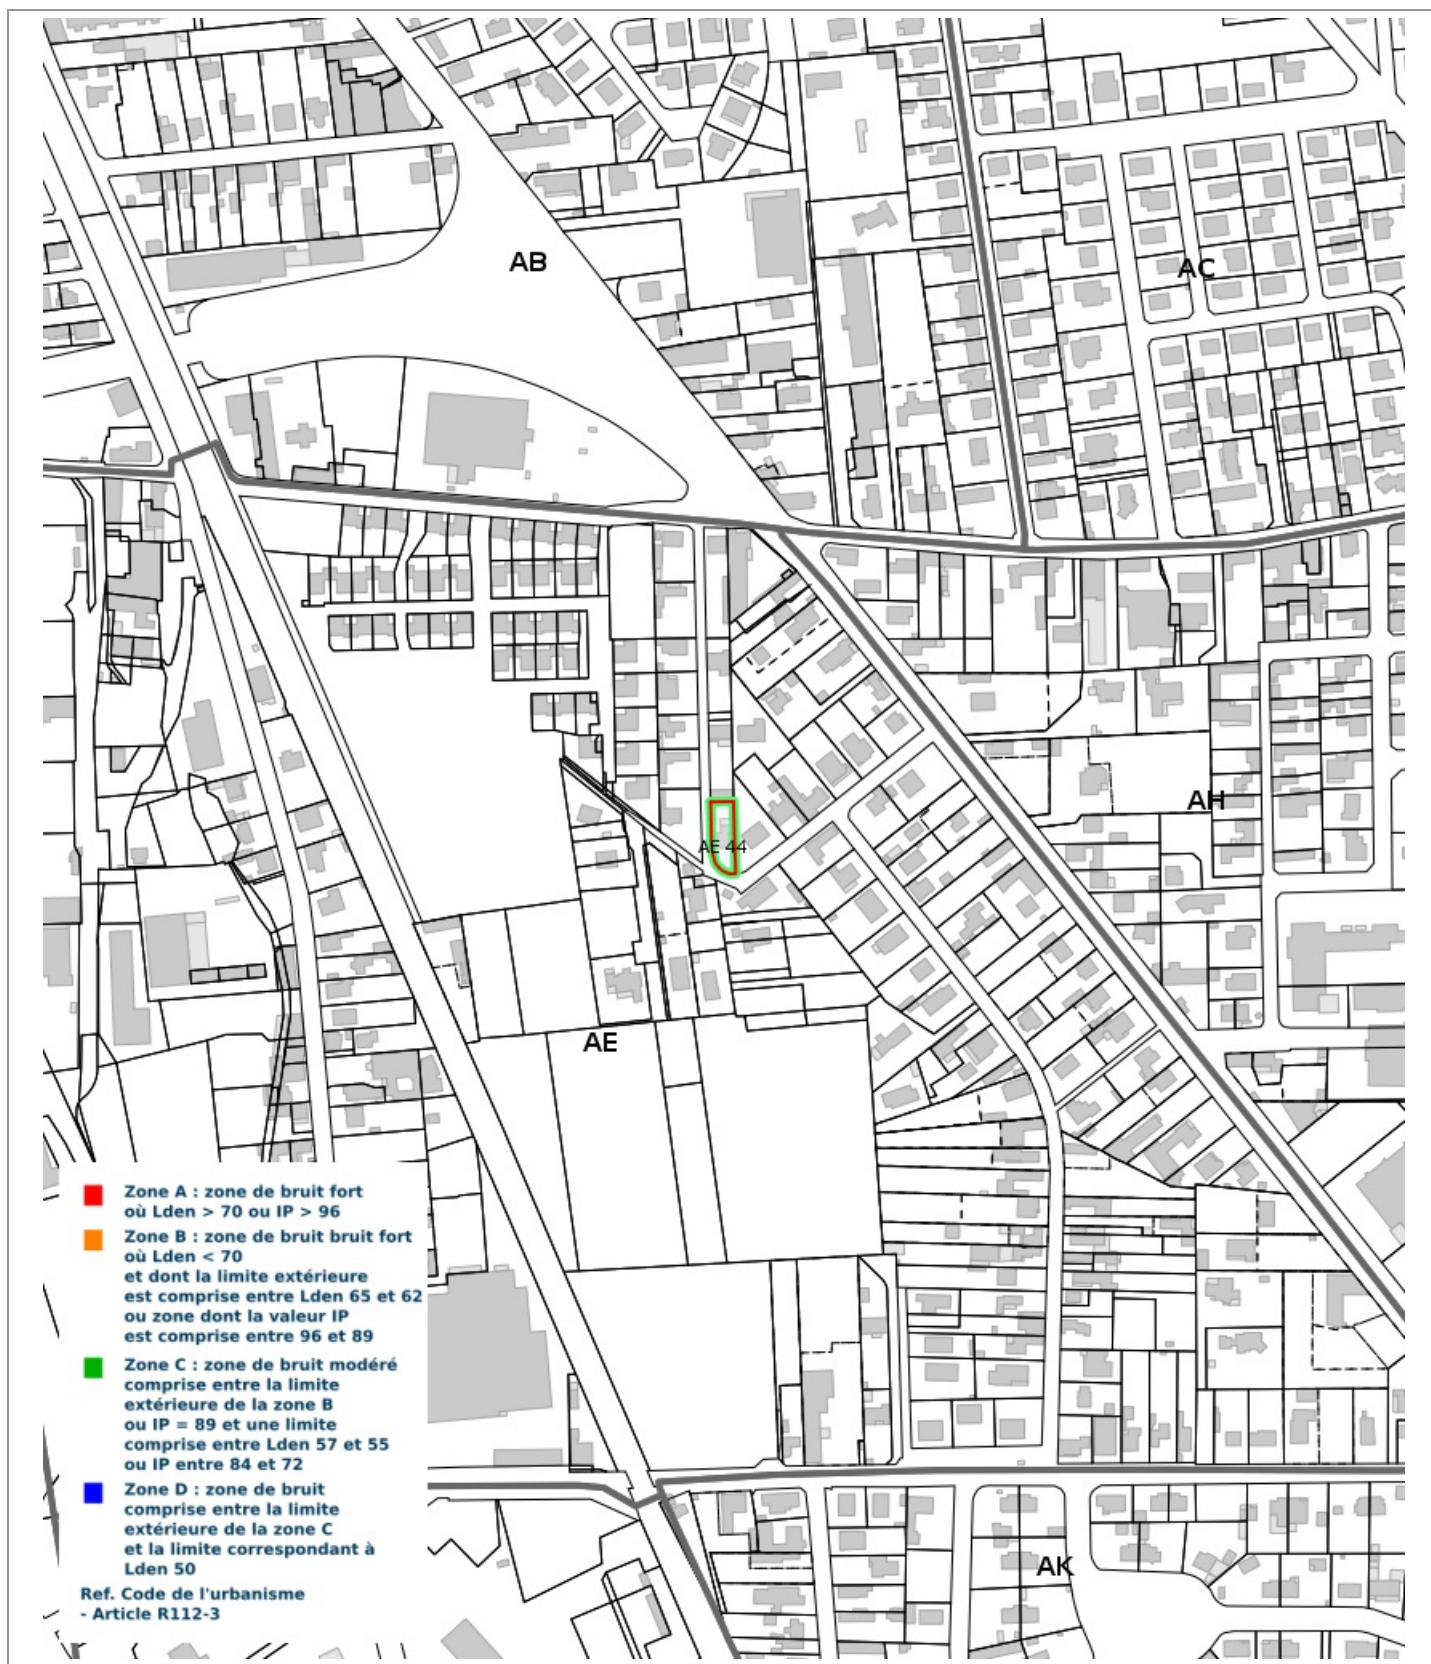 AB
AC
AH
AE 44
AE
Zone A : zone de bruit fort
où Lden > 70 ou IP > 96
Zone B : zone de bruit bruit fort
où Lden < 70
et dont la limite extérieure
est comprise entre Lden 65 et 62
ou zone dont la valeur IP
est comprise entre 96 et 89
Zone C : zone de bruit modéré
comprise entre la limite
extérieure de la zone B
ou IP = 89 et une limite
comprise entre Lden 57 et 55
ou IP entre 84 et 72
Zone D : zone de bruit
comprise entre la limite
extérieure de la zone C
et la limite correspondant à
Lden 50
Ref. Code de l'urbanisme
- Article R112-3
AK